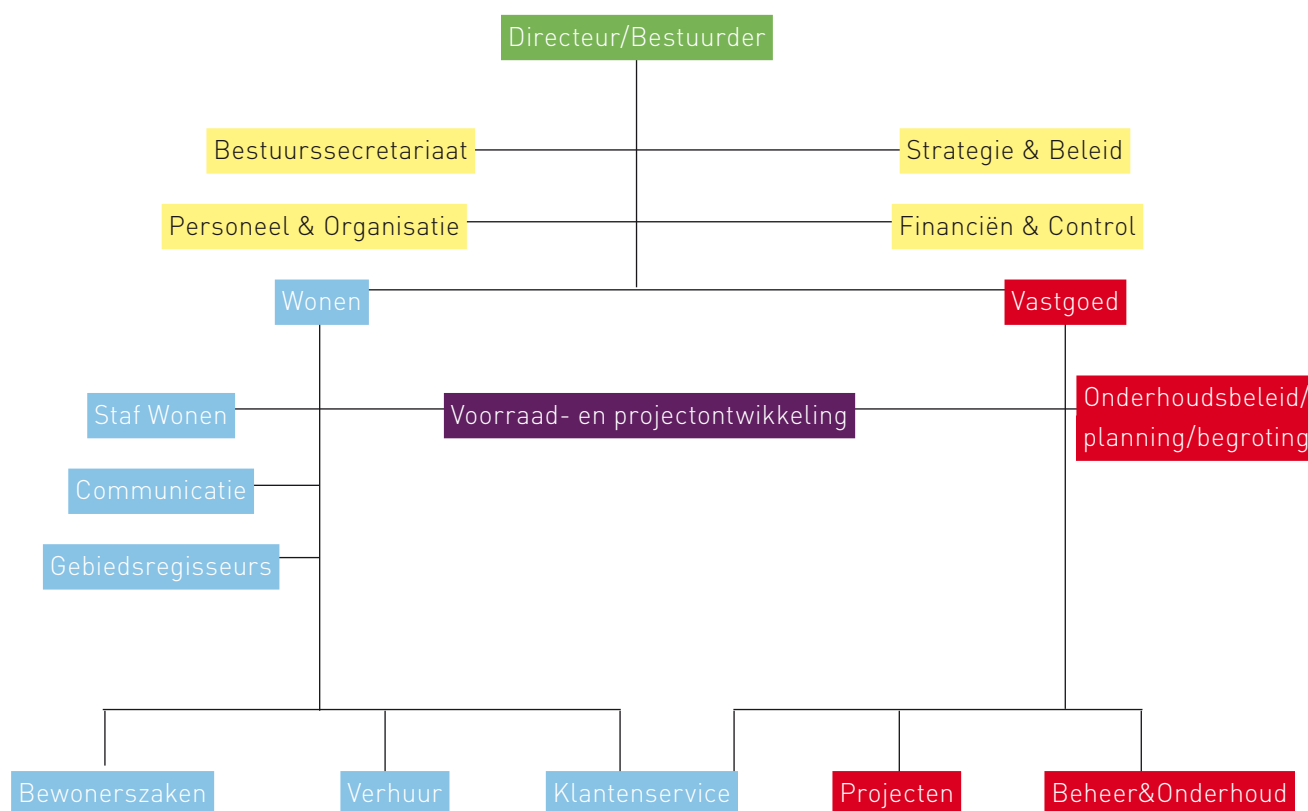 Directeur/Bestuurder
Bestuurssecretariaat
Strategie & Beleid
Personeel & Organisatie
Financiën & Control
Wonen
Vastgoed
Staf Wonen
Voorraad- en projectontwikkeling
Onderhoudsbeleid/
planning/begroting
Communicatie
Gebiedsregisseurs
Bewonerszaken
Verhuur
Klantenservice
Projecten
Beheer&Onderhoud